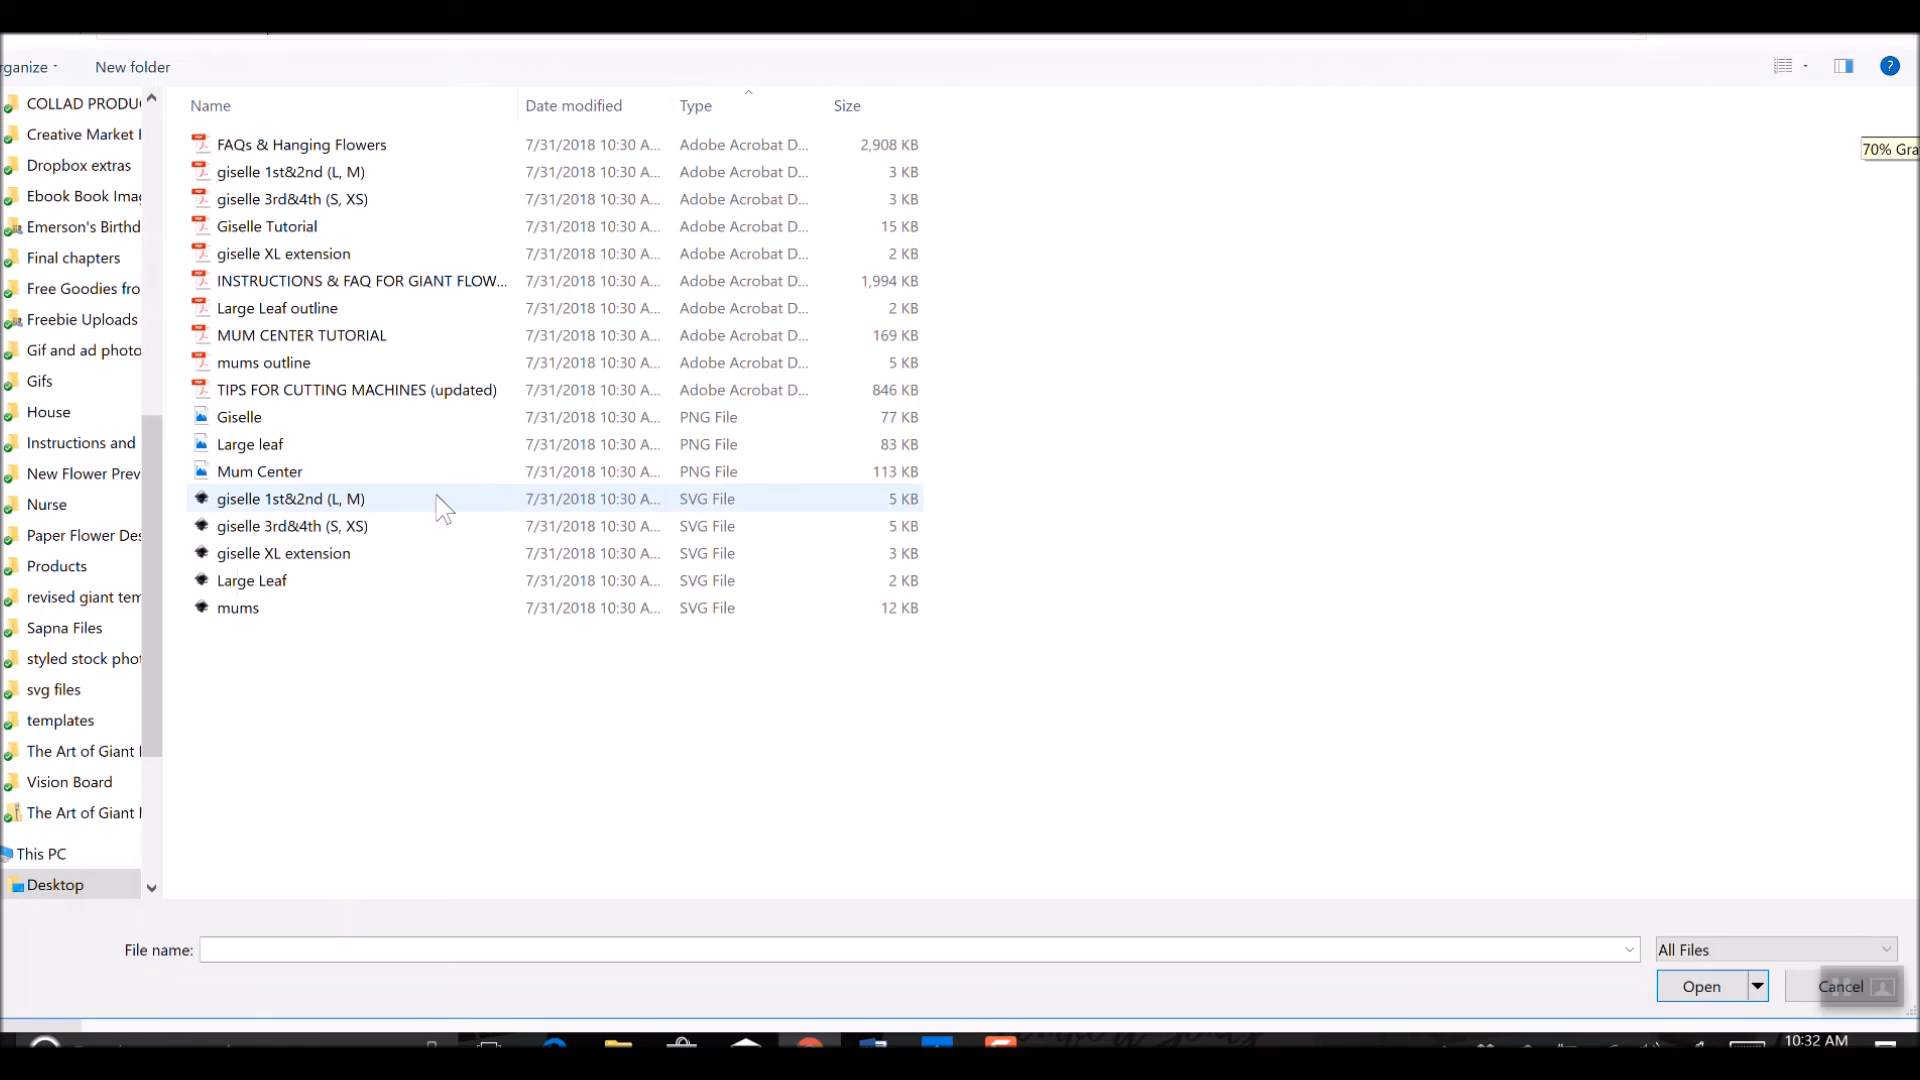 rganize
New folder
Name Date modified Type Size
70% Gra
FAQs & Hanging Flowers 7/31/2018 10:30 A... Adobe Acrobat D... 2,908 KB
giselle 1st&2nd (L, M) 7/31/2018 10:30 A... Adobe Acrobat D... 3 KB
giselle 3rd&4th (S, XS) 7/31/2018 10:30 A... Adobe Acrobat D... 3 KB
Giselle Tutorial 7/31/2018 10:30 A... Adobe Acrobat D... 15 KB
giselle XL extension 7/31/2018 10:30 A... Adobe Acrobat D... 2 KB
INSTRUCTIONS & FAQ FOR GIANT FLOW... 7/31/2018 10:30 A... Adobe Acrobat D... 1,994 KB
Large Leaf outline 7/31/2018 10:30 A... Adobe Acrobat D... 2 KB
MUM CENTER TUTORIAL 7/31/2018 10:30 A... Adobe Acrobat D... 169 KB
mums outline 7/31/2018 10:30 A... Adobe Acrobat D... 5 KB
TIPS FOR CUTTING MACHINES (updated) 7/31/2018 10:30 A... Adobe Acrobat D... 846 KB
Giselle 7/31/2018 10:30 A... PNG File 77 KB
Large leaf 7/31/2018 10:30 A... PNG File 83 KB
Mum Center 7/31/2018 10:30 A... PNG File 113 KB
giselle 1st&2nd (L, M) 7/31/2018 10:30 A... SVG File 5 KB
giselle 3rd&4th (S, XS) 7/31/2018 10:30 A... SVG File 5 KB
giselle XL extension 7/31/2018 10:30 A... SVG File 3 KB
Large Leaf 7/31/2018 10:30 A... SVG File 2 KB
mums 7/31/2018 10:30 A... SVG File 12 KB
COLLAD PRODU
Creative Market
Dropbox extras
Ebook Book Ima
Emerson's Birthd
Final chapters
Free Goodies fro
Freebie Uploads
Gif and ad photo
Gifs
House
Instructions and
New Flower Prev
Nurse
Paper Flower Des
Products
revised giant tem
Sapna Files
styled stock phot
svg files
templates
The Art of Giant
Vision Board
The Art of Giant
This PC
Desktop
File name:
All Files
Open
Cancel
10:32 AM